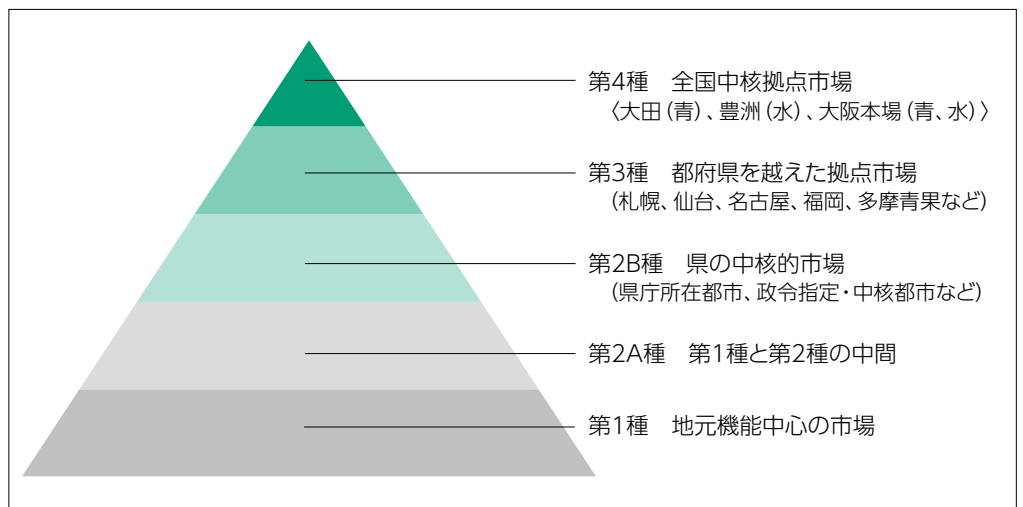 第4種　全国中核拠点市場
〈大田（青）、豊洲（水）、大阪本場（青、水）〉
第3種　都府県を越えた拠点市場
（札幌、仙台、名古屋、福岡、多摩青果など）
第2B種　県の中核的市場
（県庁所在都市、政令指定・中核都市など）
第2A種　第1種と第2種の中間
第1種　地元機能中心の市場